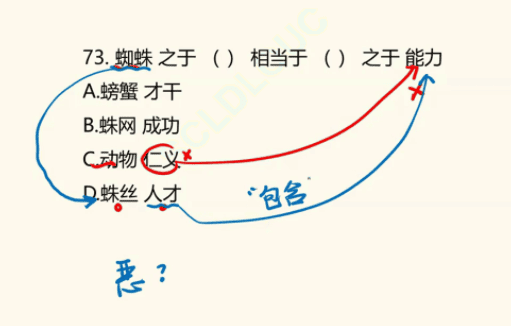 73. 蜘蛛 之于 （ ） 相当于 （ ） 之于 能力
A.螃蟹 才干
B.蛛网 成功
C.动物 仁义
D.蛛丝 人才
“包含”
恶？